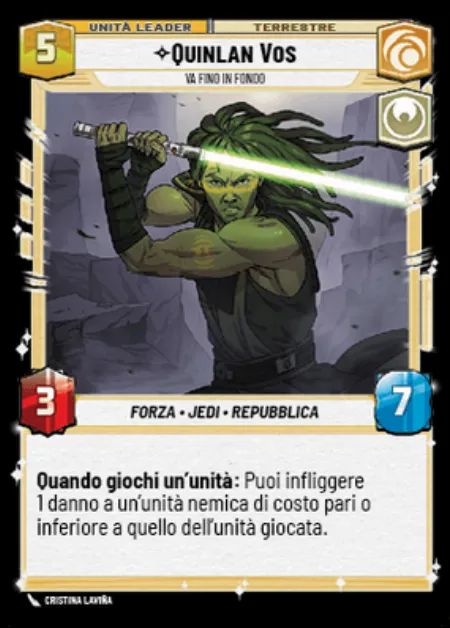 UNITÀ LEADER
TERRESTRE
5
Quinlan Vos
VA FINO IN FONDO
3
FORZA • JEDI • REPUBBLICA
7
Quando giochi un'unità: Puoi infliggere
1 danno a un'unità nemica di costo pari o
inferiore a quello dell'unità giocata.
CRISTINA LAVIÑA